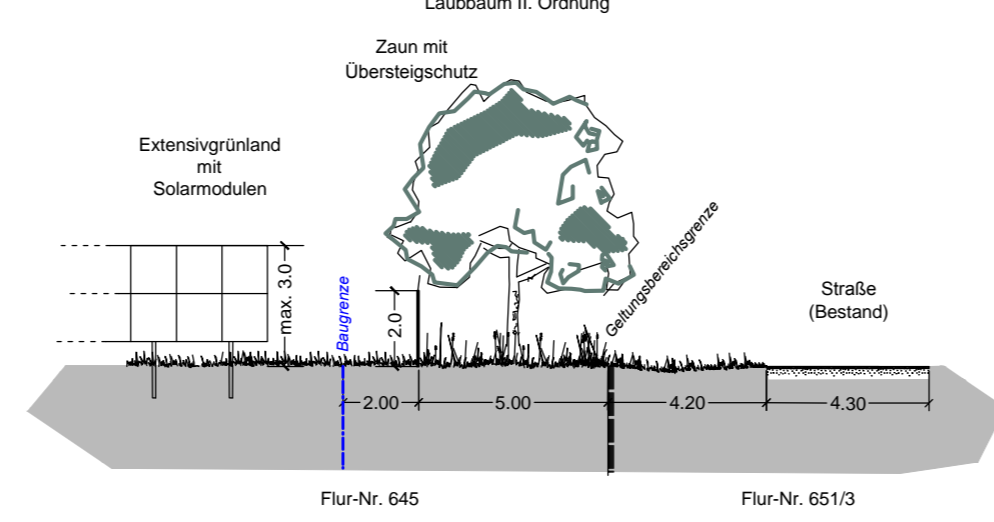 Laubbaum II. Ordnung
Zaun mit
Übersteigschutz
Extensivgrünland
mit
Solarmodulen
max. 3.0
Baugrenze
2.0
Geltungsbereichsgrenze
Straße
(Bestand)
2.00
5.00
4.20
4.30
Flur-Nr. 645
Flur-Nr. 651/3